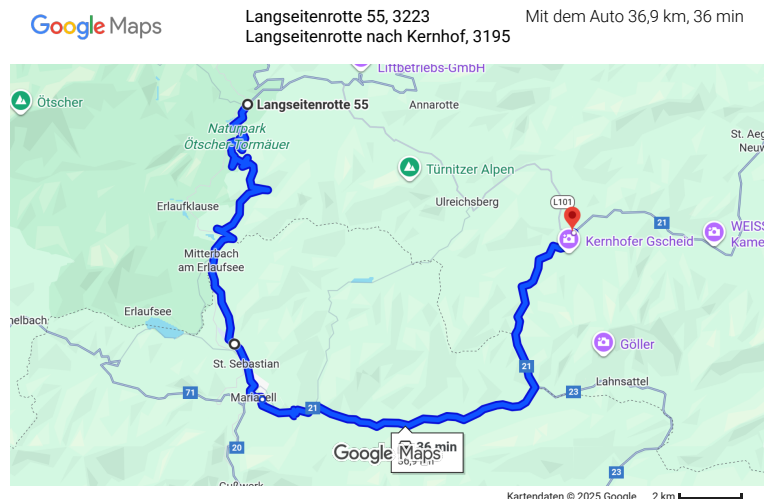 Google Maps
Langseitenrotte 55, 3223
Langseitenrotte nach Kernhof, 3195
Mit dem Auto 36,9 km, 36 min
Liftbetriebs-GmbH
Ötscher
Langseitenrotte 55
Annarotte
Naturpark
Ötscher-Tormäuer
St. Aeg
Neuw
Türnitzer Alpen
Erlaufklause
Ulreichsberg
L101
21
WEISS
Kame
Kernhofer Gscheid
Mitterbach
am Erlaufsee
Erlaufsee
nelbach
Göller
St. Sebastian
21
Lahnsattel
71
23
Mariazell
21
20
36 min
36,9 km
Google Maps
23
Gußwerk
Kartendaten © 2025 Google
2 km